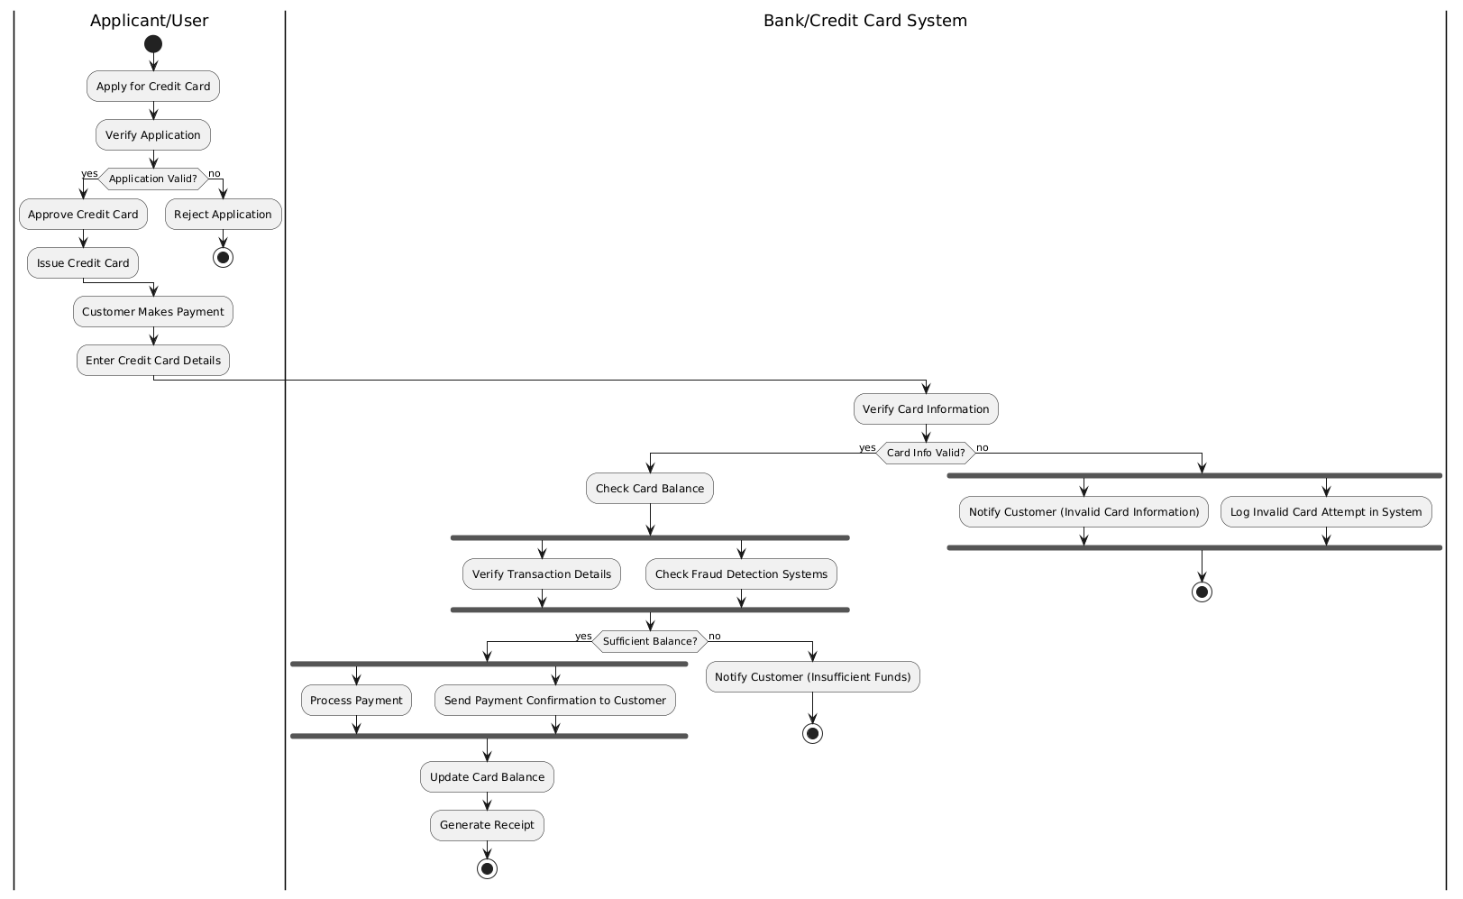 Applicant/User
Bank/Credit Card System
Apply for Credit Card
Verify Application
yes
Application Valid?
no
Approve Credit Card
Reject Application
Issue Credit Card
Customer Makes Payment
Enter Credit Card Details
Verify Card Information
yes
Card Info Valid?
no
Check Card Balance
Notify Customer (Invalid Card Information)
Log Invalid Card Attempt in System
Verify Transaction Details
Check Fraud Detection Systems
yes
Sufficient Balance?
no
Process Payment
Send Payment Confirmation to Customer
Notify Customer (Insufficient Funds)
Update Card Balance
Generate Receipt